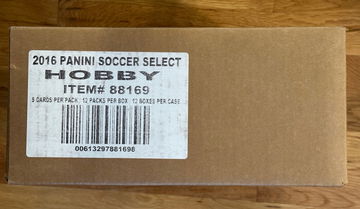 2016 PANINI SOCCER SELECT
HOBBY
ITEM# 88169
5 CARDS PER PACK, 12 PACKS PER BOX, 12 BOXES PER CASE
00613297881698